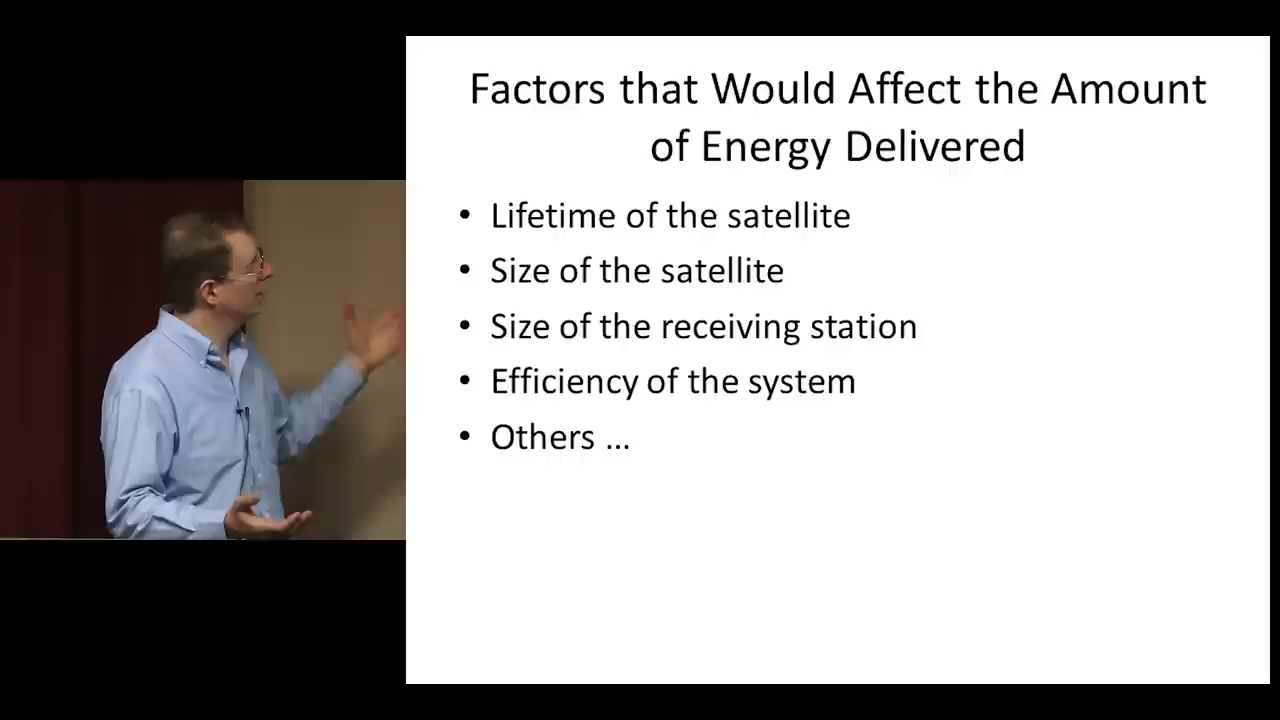 Factors that Would Affect the Amount
of Energy Delivered
• Lifetime of the satellite
• Size of the satellite
• Size of the receiving station
• Efficiency of the system
• Others ...